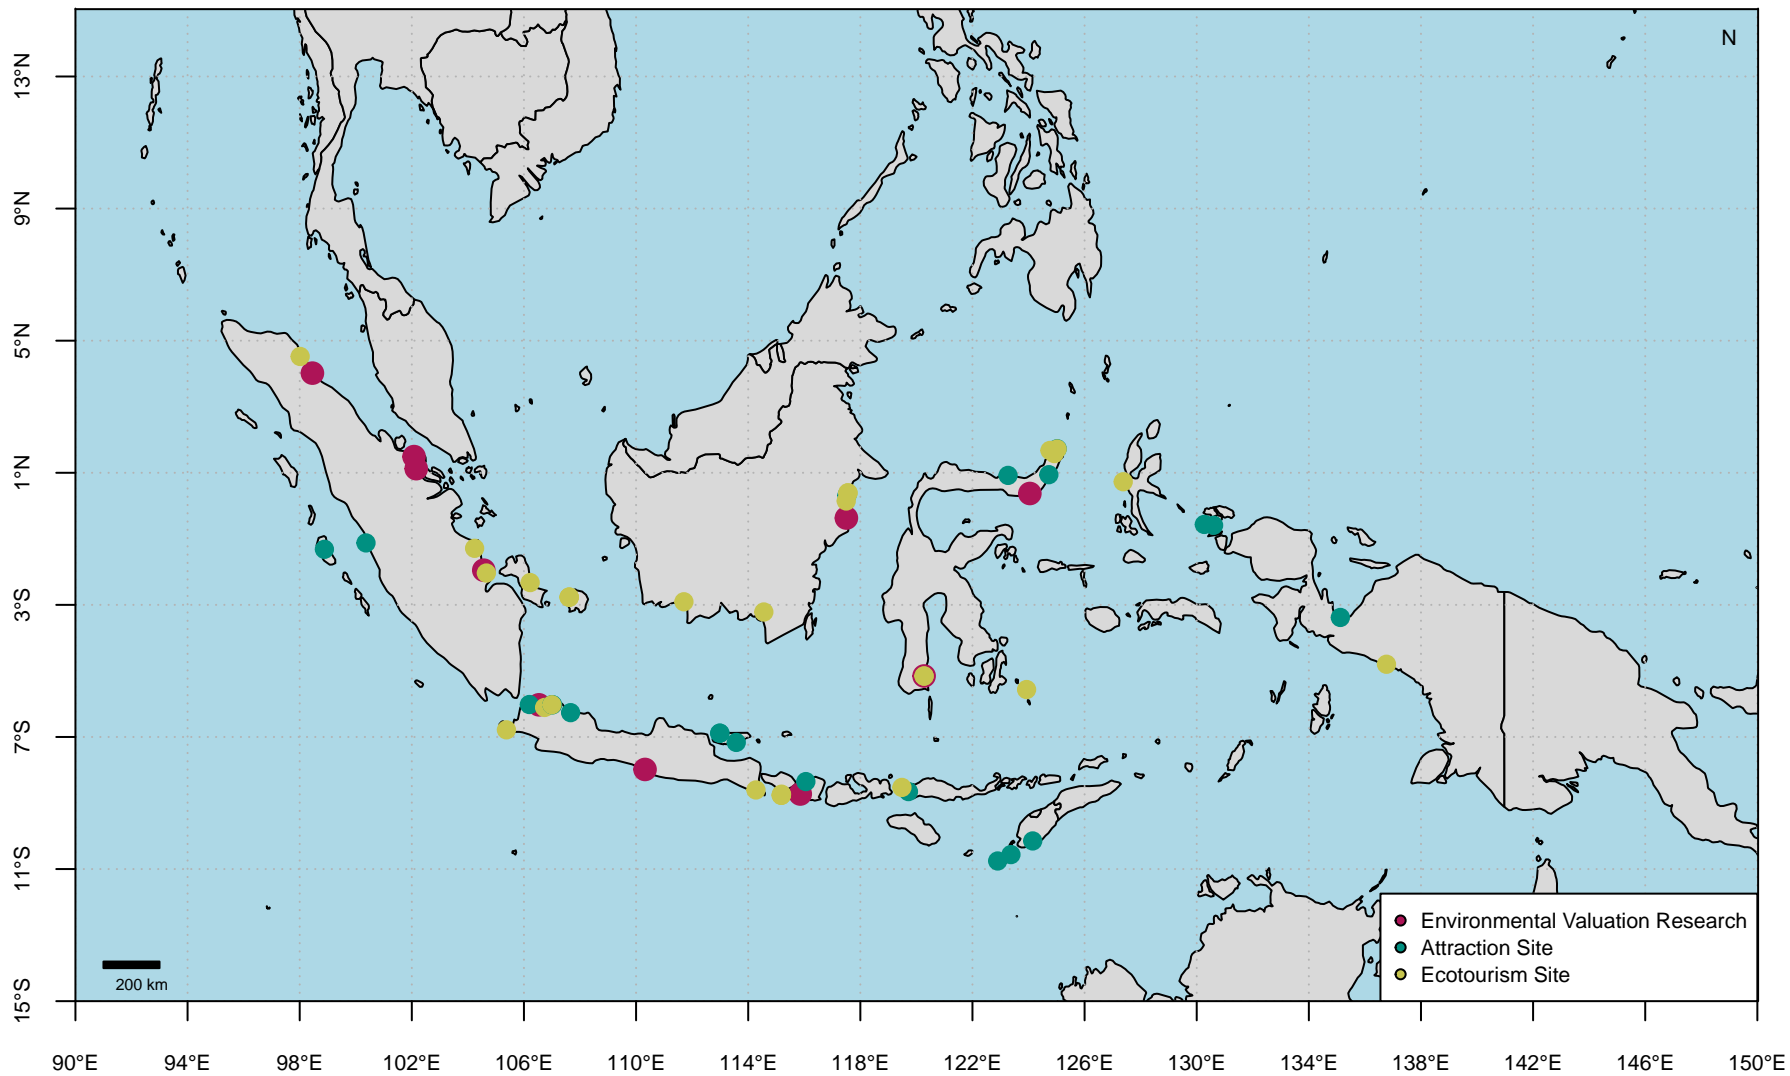 N
13°N
9°N
5°N
1°N
3°S
7°S
11°S
15°S
Environmental Valuation Research
Attraction Site
Ecotourism Site
200 km
90°E 94°E 98°E 102°E 106°E 110°E 114°E 118°E 122°E 126°E 130°E 134°E 138°E 142°E 146°E 150°E